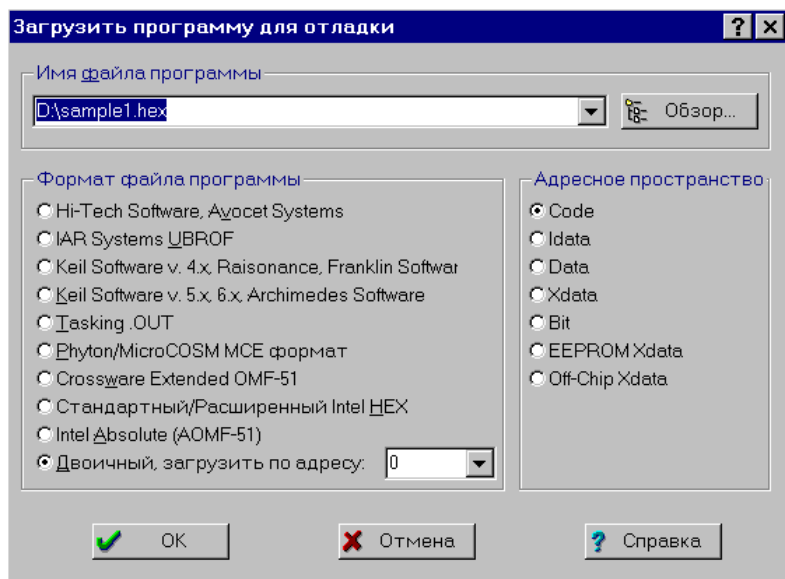 Загрузить программу для отладки
Имя файла программы
D:\sample1.hex
Обзор...
Формат файла программы
Hi-Tech Software, Avocet Systems
IAR Systems UBROF
Keil Software v. 4.x, Raisonance, Franklin Softwar
Keil Software v. 5.x, 6.x, Archimedes Software
Tasking .OUT
Phyton/MicroCOSM MCE формат
Crossware Extended OMF-51
Стандартный/Расширенный Intel HEX
Intel Absolute (AOMF-51)
Двоичный, загрузить по адресу: 0
Адресное пространство
Code
Idata
Data
Xdata
Bit
EEPROM Xdata
Off-Chip Xdata
OK
Отмена
Справка